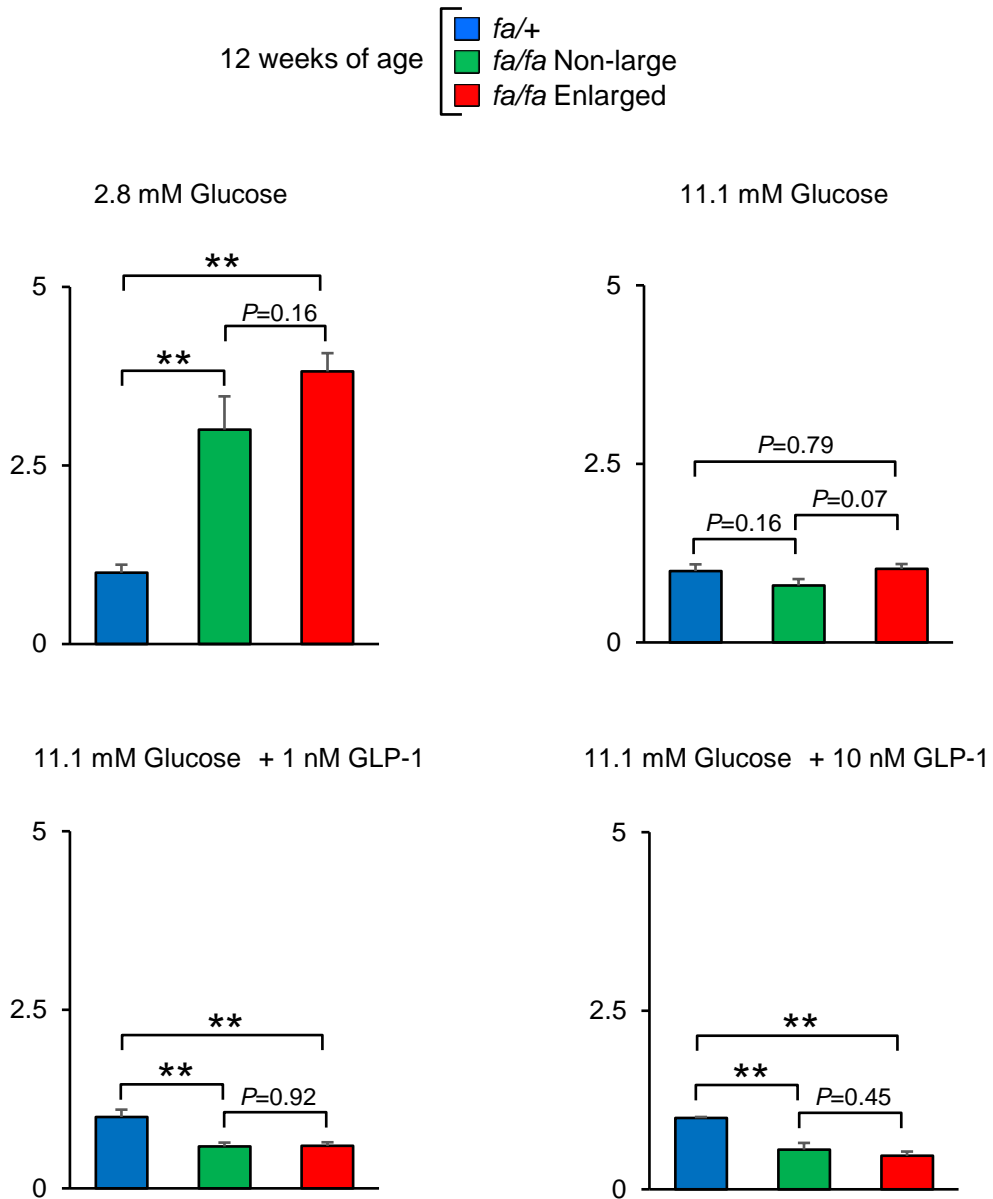 12 weeks of age
fa/+
fa/fa Non-large
fa/fa Enlarged
2.8 mM Glucose
5
2.5
0
**
P=0.16
**
11.1 mM Glucose
5
2.5
0
P=0.79
P=0.07
P=0.16
11.1 mM Glucose + 1 nM GLP-1
5
2.5
0
**
**
P=0.92
11.1 mM Glucose + 10 nM GLP-1
5
2.5
0
**
**
P=0.45